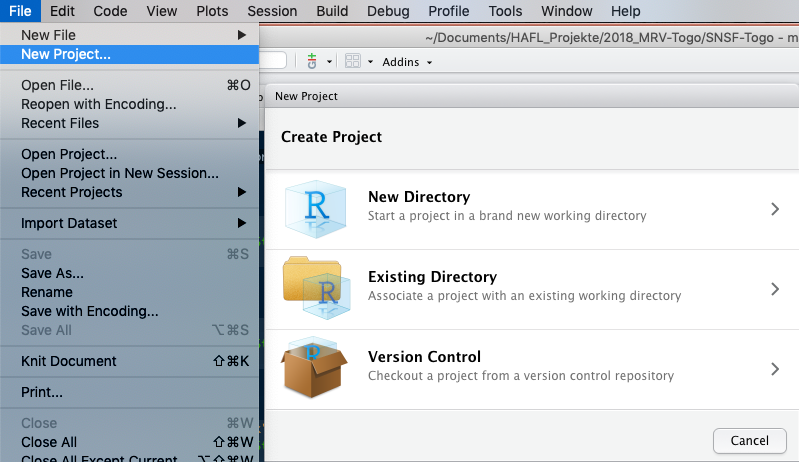 File Edit Code View Plots Session Build Debug Profile Tools Window Help
~/Documents/HAFL_Projekte/2018_MRV-Togo/SNSF-Togo - m
Addins
New File
New Project...
Open File... ⌘O
Reopen with Encoding...
Recent Files
Open Project...
Open Project in New Session...
Recent Projects
Import Dataset
Save ⌘S
Save As...
Rename
Save with Encoding...
Save All ⌥⌘S
Knit Document ⇧⌘K
Print...
Close ⌘W
Close All ⇧⌘W
Close All Except Current ⌥⇧⌘W
New Project
Create Project
R
New Directory
Start a project in a brand new working directory
R
Existing Directory
Associate a project with an existing working directory
R
Version Control
Checkout a project from a version control repository
Cancel